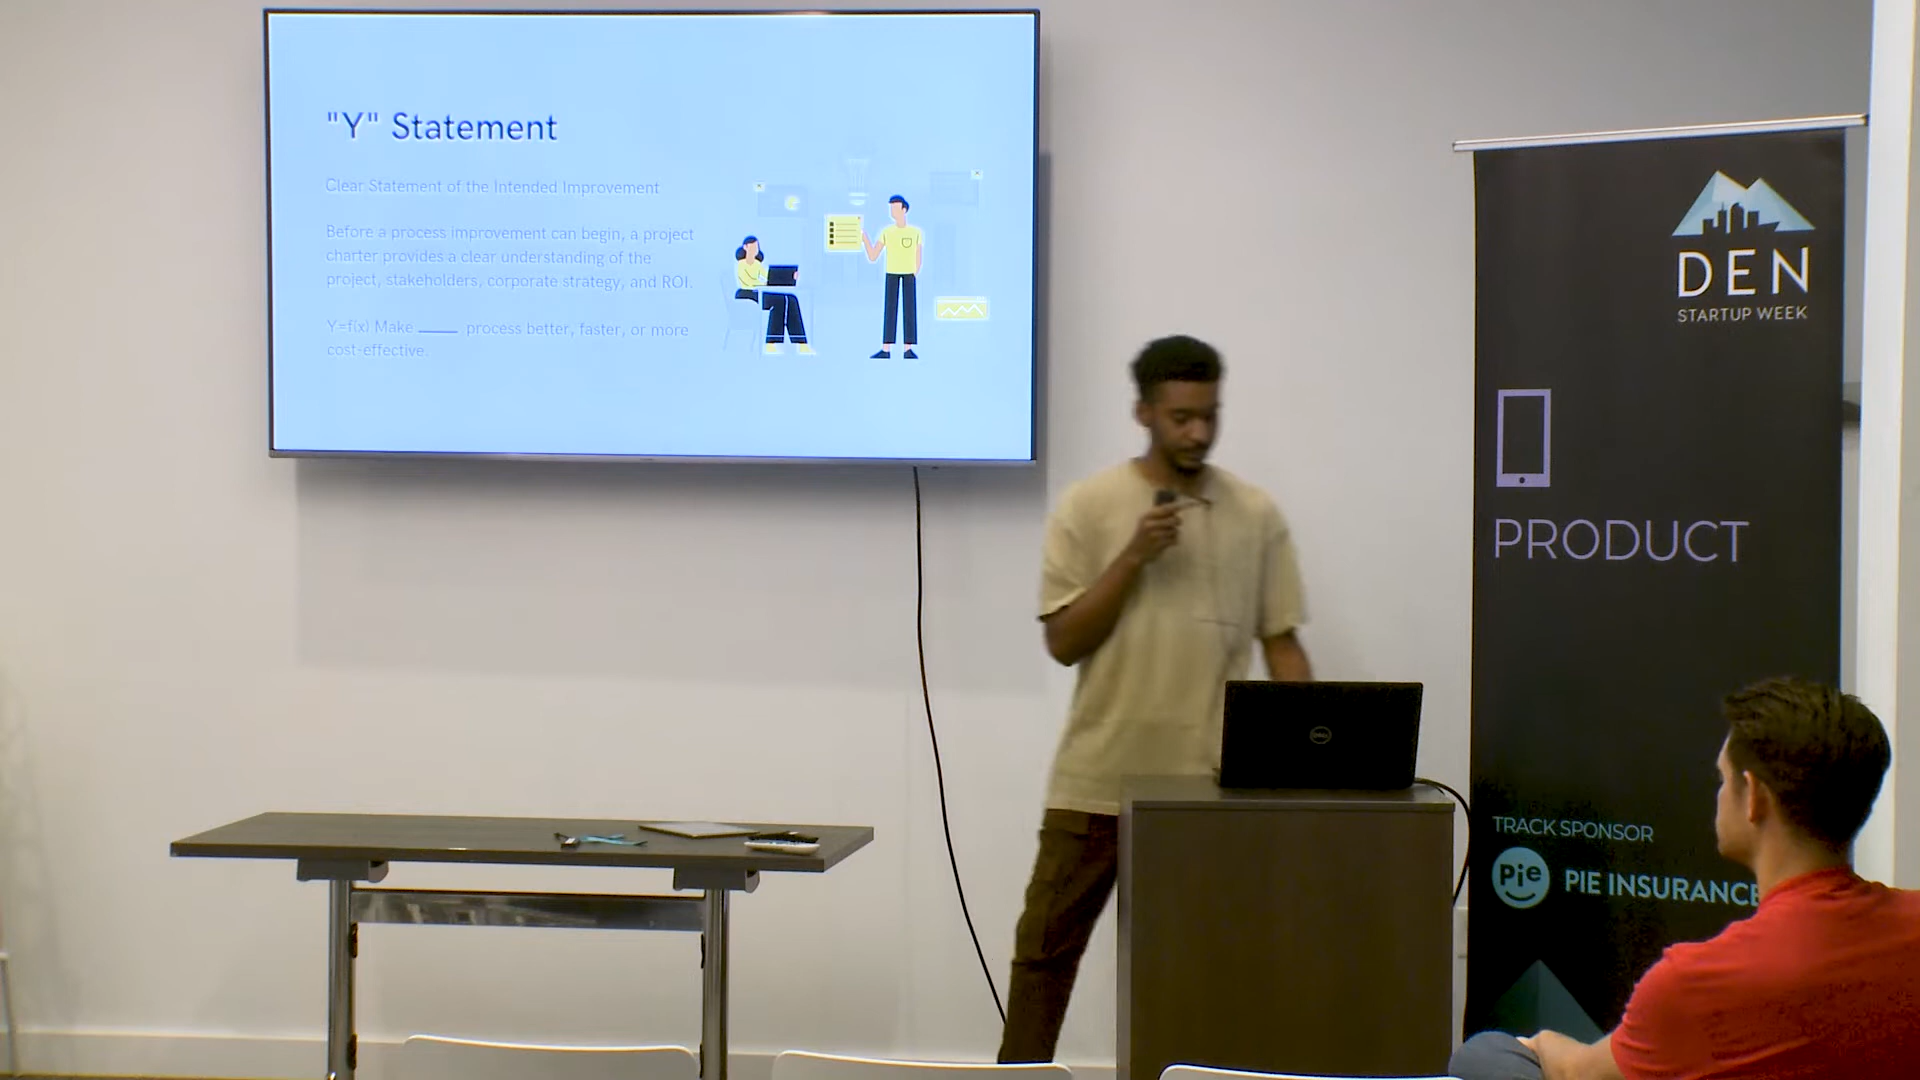 "Y" Statement
Clear Statement of the Intended Improvement
Before a process improvement can begin, a project
charter provides a clear understanding of the
project, stakeholders, corporate strategy, and ROI.
Y=f(x) Make ____ process better, faster, or more
cost-effective.
DEN
STARTUP WEEK
PRODUCT
TRACK SPONSOR
Pie PIE INSURANCE
DELL